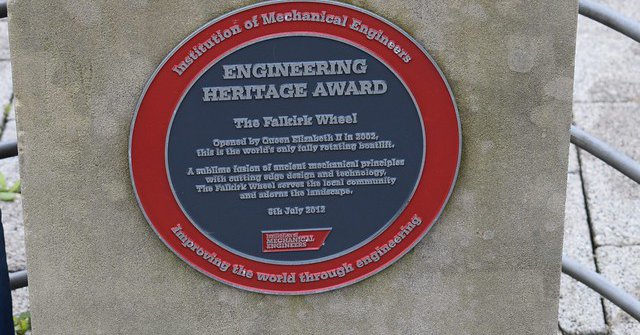 Institution of Mechanical Engineers
ENGINEERING
HERITAGE AWARD
The Falkirk Wheel
Opened by Queen Elizabeth II in 2002,
this is the world's only fully rotating boatlift.
A sublime fusion of ancient mechanical principles
with cutting edge design and technology,
The Falkirk Wheel serves the local community
and adorns the landscape.
8th July 2012
INSTITUTION OF
MECHANICAL
ENGINEERS
Improving the world through engineering